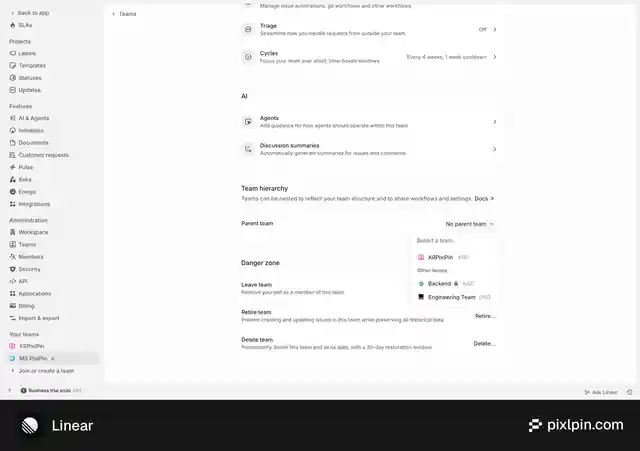 Back to app
SLAs
Projects
Labels
Templates
Statuses
Updates
Features
AI & Agents
Initiatives
Documents
Customer requests
Pulse
Asks
Emojis
Integrations
Administration
Workspace
Teams
Members
Security
API
Applications
Billing
Import & export
Your teams
KRPixlPin
MS PixlPin
Join or create a team
?
Business trial ends
Teams
Manage issue automations, git workflows and other workflows
Triage
Streamline how you handle requests from outside your team
Off
Cycles
Focus your team over short, time-boxed windows
Every 4 weeks, 1 week cooldown
AI
Agents
Add guidance for how agents should operate within this team
Discussion summaries
Automatically generate summaries for issues and comments
Team hierarchy
Teams can be nested to reflect your team structure and to share workflows and settings. Docs ↗
Parent team
No parent team
Select a team...
KRPixlPin
Other teams
Backend
Engineering Team
Danger zone
Leave team
Remove yourself as a member of this team
Retire team
Prevent creating and updating issues in this team while preserving all historical data
Retire...
Delete team
Permanently delete this team and all its data, with a 30-day restoration window
Delete...
Ask Linear
Linear
pixlpin.com